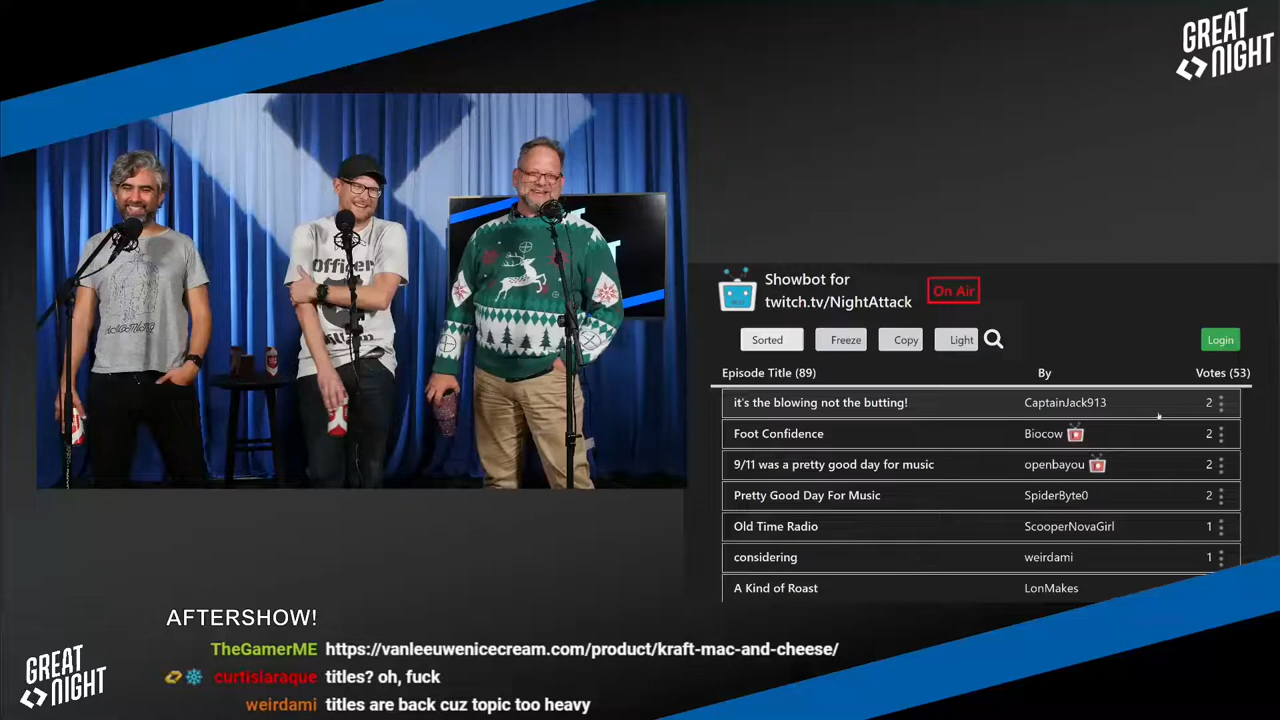 GREAT
NIGHT
Officer
Showbot for
twitch.tv/NightAttack
On Air
Sorted
Freeze
Copy
Light
Login
Episode Title (89)
By
Votes (53)
it's the blowing not the butting!
CaptainJack913
2
Foot Confidence
Biocow
2
9/11 was a pretty good day for music
openbayou
2
Pretty Good Day For Music
SpiderByte0
2
Old Time Radio
ScooperNovaGirl
1
considering
weirdami
1
A Kind of Roast
LonMakes
AFTERSHOW!
TheGamerME https://vanleeuwenicecream.com/product/kraft-mac-and-cheese/
curtislaraque titles? oh, fuck
weirdami titles are back cuz topic too heavy
GREAT
NIGHT